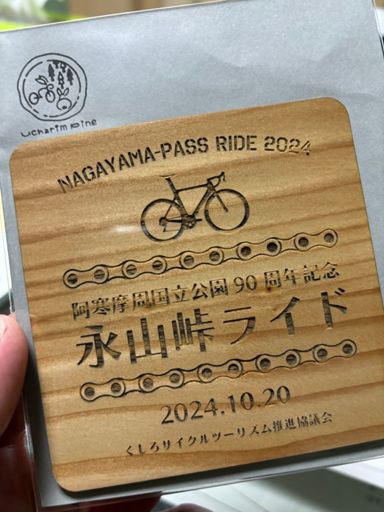 ucharim pine
NAGAYAMA-PASS RIDE 2024
阿寒摩周国立公園90周年記念
永山峠ライド
2024.10.20
くしろサイクルツーリズム推進協議会